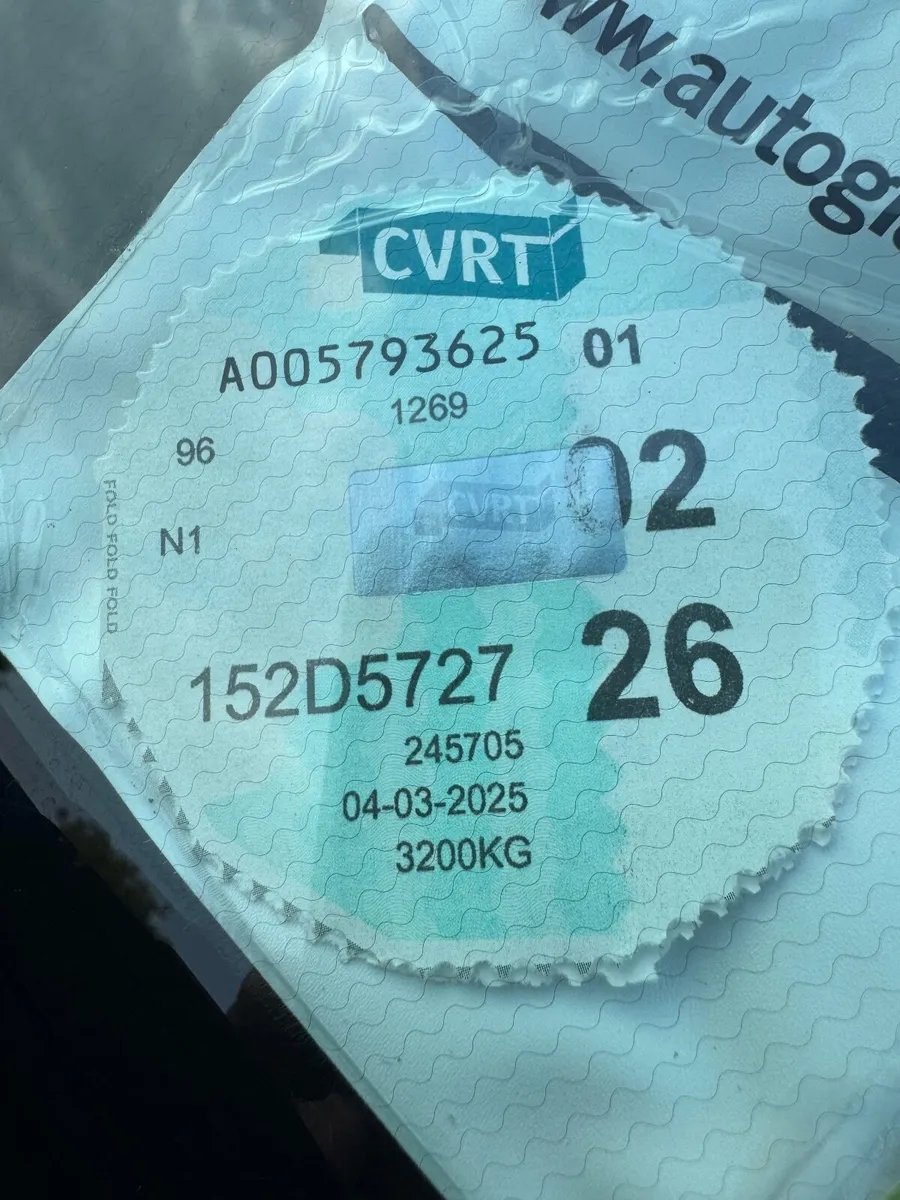 www.autogl
CVRT
A005793625 01
1269
96
02
CVRT
N1
FOLD FOLD FOLD
26
152D5727
245705
04-03-2025
3200KG